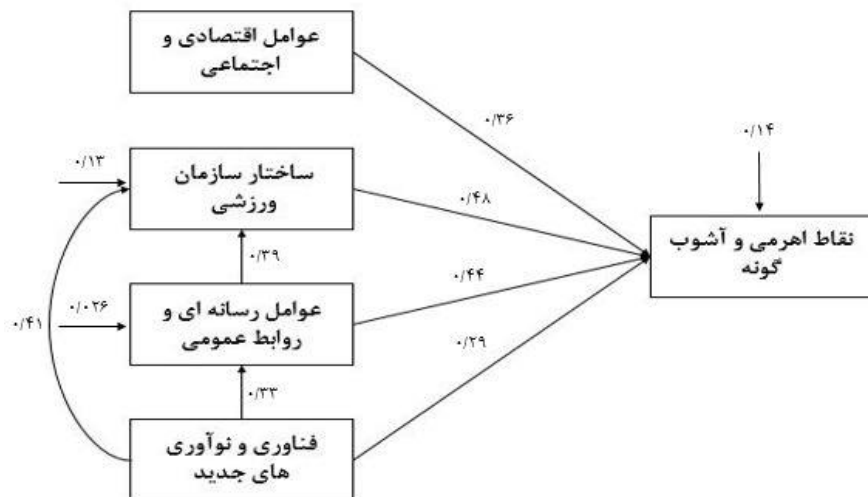 عوامل اقتصادی و
اجتماعی
۰/۳۶
۰/۱۴
۰/۱۳
ساختار سازمان
ورزشی
۰/۴۸
نقاط اهرمی و آشوب
گونه
۰/۳۹
۰/۴۴
۰/۰۲۶
عوامل رسانه ای و
روابط عمومی
۰/۴۱
۰/۲۹
۰/۳۳
فناوری و نوآوری
های جدید